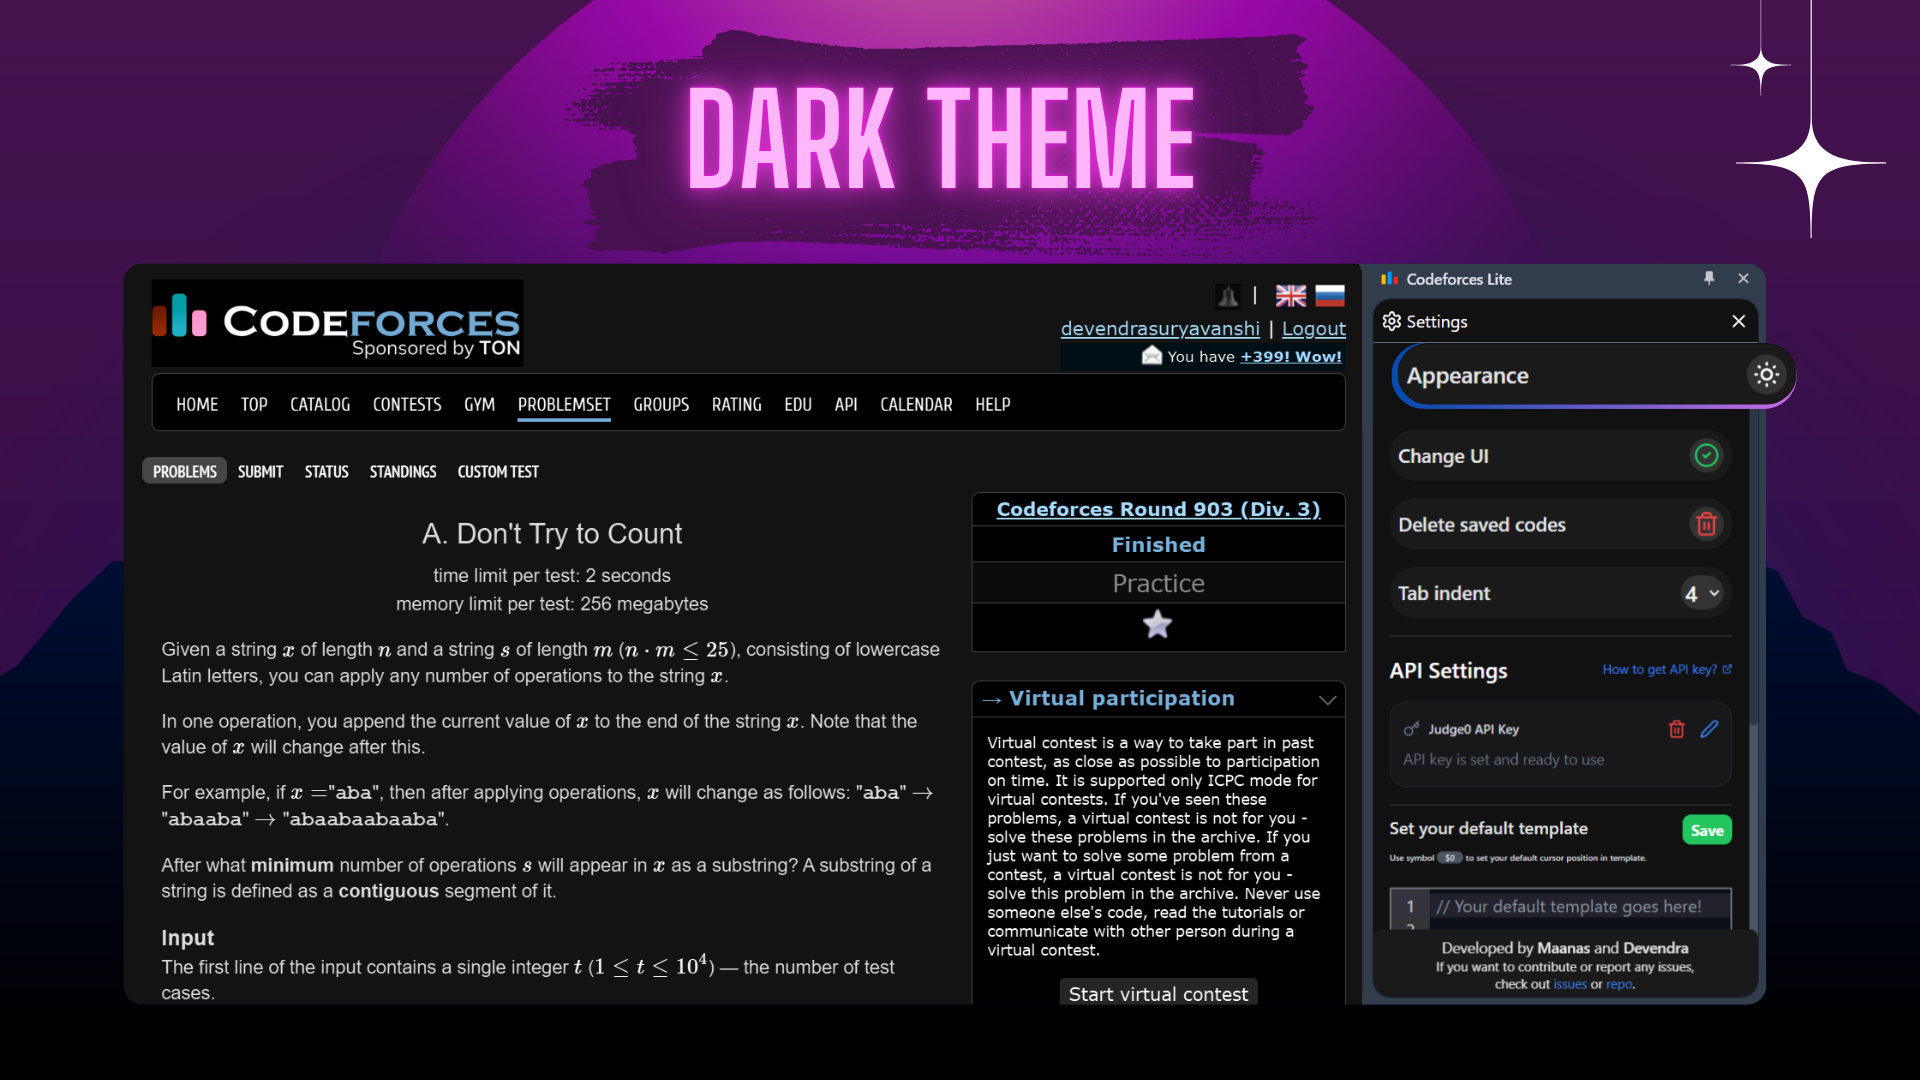 DARK THEME
CODEFORCES
Sponsored by TON
|
devendrasuryavanshi | Logout
You have +399! Wow!
HOME TOP CATALOG CONTESTS GYM PROBLEMSET GROUPS RATING EDU API CALENDAR HELP
PROBLEMS SUBMIT STATUS STANDINGS CUSTOM TEST
A. Don't Try to Count
time limit per test: 2 seconds
memory limit per test: 256 megabytes
Given a string x of length n and a string s of length m (n · m ≤ 25), consisting of lowercase
Latin letters, you can apply any number of operations to the string x.
In one operation, you append the current value of x to the end of the string x. Note that the
value of x will change after this.
For example, if x ="aba", then after applying operations, x will change as follows: "aba" →
"abaaba" → "abaabaabaaba".
After what minimum number of operations s will appear in x as a substring? A substring of a
string is defined as a contiguous segment of it.
Input
The first line of the input contains a single integer t (1 ≤ t ≤ 10⁴) — the number of test
cases.
Codeforces Round 903 (Div. 3)
Finished
Practice
→ Virtual participation
Virtual contest is a way to take part in past
contest, as close as possible to participation
on time. It is supported only ICPC mode for
virtual contests. If you've seen these
problems, a virtual contest is not for you -
solve these problems in the archive. If you
just want to solve some problem from a
contest, a virtual contest is not for you -
solve this problem in the archive. Never use
someone else's code, read the tutorials or
communicate with other person during a
virtual contest.
Start virtual contest
Codeforces Lite
Settings
Appearance
Change UI
Delete saved codes
Tab indent 4
API Settings How to get API key?
Judge0 API Key
API key is set and ready to use
Set your default template Save
Use symbol $0 to set your default cursor position in template.
1 // Your default template goes here!
2
Developed by Maanas and Devendra
If you want to contribute or report any issues,
check out issues or repo.